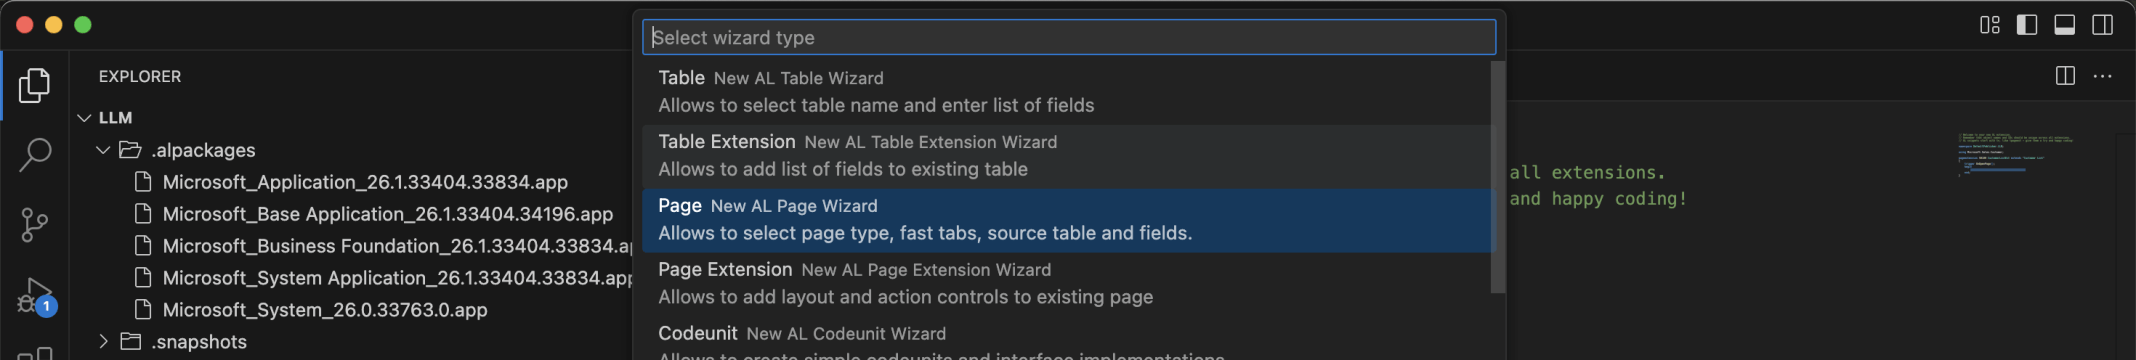 Select wizard type
EXPLORER
LLM
.alpackages
Microsoft_Application_26.1.33404.33834.app
Microsoft_Base Application_26.1.33404.34196.app
Microsoft_Business Foundation_26.1.33404.33834.a
Microsoft_System Application_26.1.33404.33834.app
Microsoft_System_26.0.33763.0.app
.snapshots
1
Table New AL Table Wizard
Allows to select table name and enter list of fields
Table Extension New AL Table Extension Wizard
Allows to add list of fields to existing table
Page New AL Page Wizard
Allows to select page type, fast tabs, source table and fields.
Page Extension New AL Page Extension Wizard
Allows to add layout and action controls to existing page
Codeunit New AL Codeunit Wizard
Allows to create simple codeunits and interface implementations
all extensions.
and happy coding!